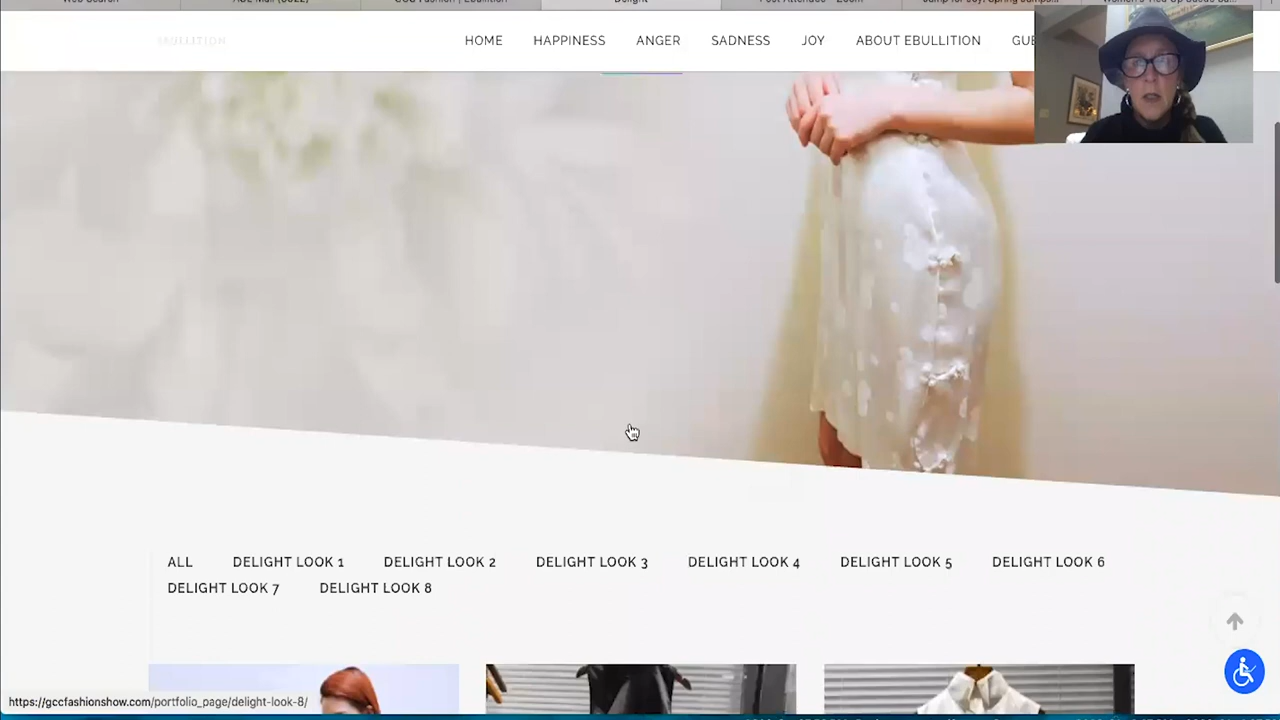 EBULLITION
HOME HAPPINESS ANGER SADNESS JOY ABOUT EBULLITION GUE
ALL DELIGHT LOOK 1 DELIGHT LOOK 2 DELIGHT LOOK 3 DELIGHT LOOK 4 DELIGHT LOOK 5 DELIGHT LOOK 6
DELIGHT LOOK 7 DELIGHT LOOK 8
https://gccfashionshow.com/portfolio_page/delight-look-8/